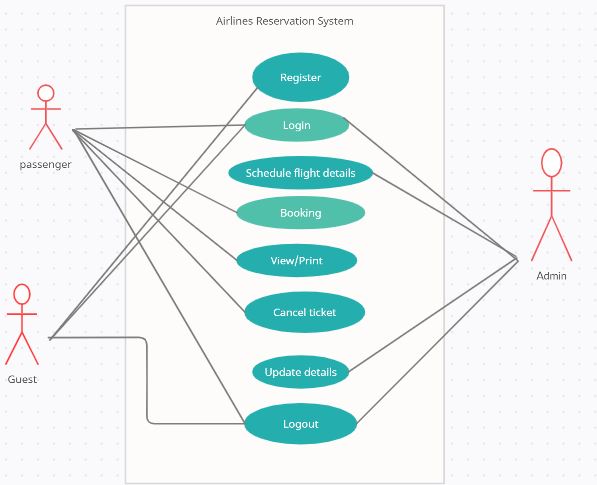 Airlines Reservation System
Register
Login
passenger
Schedule flight details
Booking
View/Print
Admin
Cancel ticket
Guest
Update details
Logout